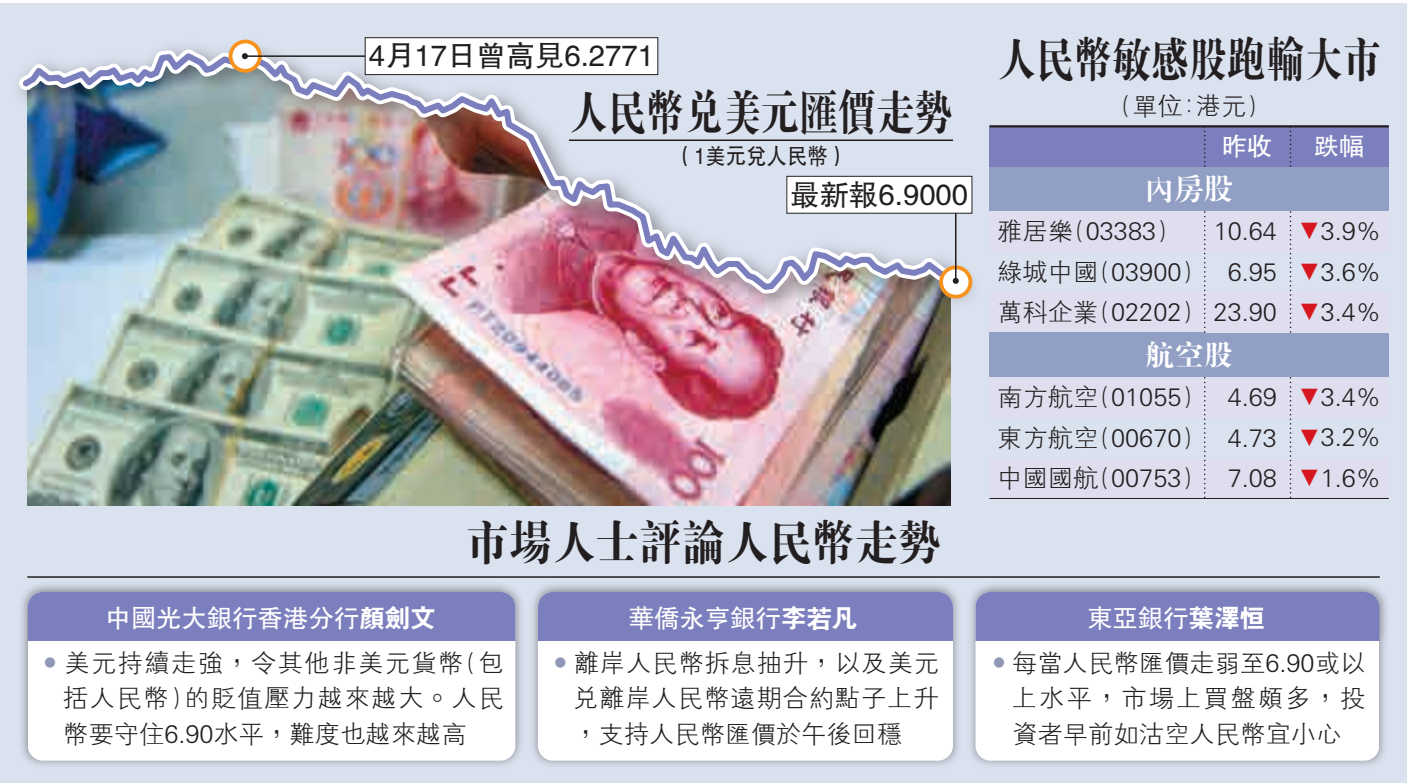 4月17日曾高見6.2771
人民幣兌美元匯價走勢
(1美元兌人民幣)
最新報6.9000
PT20944085
100
人民幣敏感股跑輸大市
(單位:港元)
昨收 跌幅
內房股
雅居樂(03383) 10.64 ▼3.9%
綠城中國(03900) 6.95 ▼3.6%
萬科企業(02202) 23.90 ▼3.4%
航空股
南方航空(01055) 4.69 ▼3.4%
東方航空(00670) 4.73 ▼3.2%
中國國航(00753) 7.08 ▼1.6%
市場人士評論人民幣走勢
中國光大銀行香港分行顏劍文
•美元持續走強，令其他非美元貨幣(包
括人民幣)的貶值壓力越來越大。人民
幣要守住6.90水平，難度也越來越高
華僑永亨銀行李若凡
•離岸人民幣拆息抽升，以及美元
兌離岸人民幣遠期合約點子上升
，支持人民幣匯價於午後回穩
東亞銀行葉澤恒
•每當人民幣匯價走弱至6.90或以
上水平，市場上買盤頗多，投
資者早前如沽空人民幣宜小心